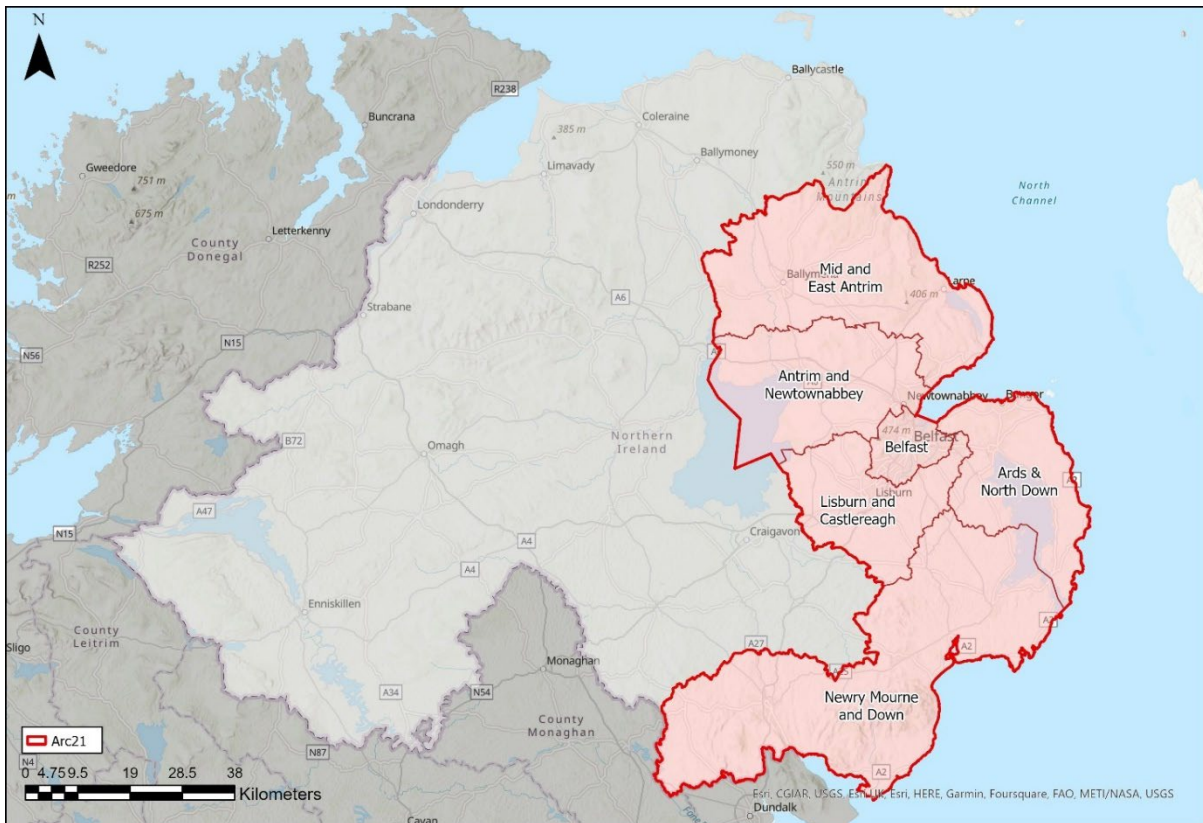 N
Ballycastle
R238
Buncrana
Coleraine
385 m
Ballymoney
Gweedore
Limavady
550 m
751 m
Antrim
Mountains
North
Channel
Londonderry
675 m
Letterkenny
County
Donegal
R252
Mid and
East Antrim
Ballymena
Larne
406 m
A6
Strabane
N15
N56
Antrim and
Newtownabbey
Newtownabbey
Bangor
B72
Omagh
Northern
Ireland
474 m
Belfast
Belfast
Ards &
North Down
Lisburn
Lisburn and
Castlereagh
A47
N15
Craigavon
A4
A4
Enniskillen
County
Leitrim
Sligo
A27
A2
Monaghan
A34
N54
Newry Mourne
and Down
County
Monaghan
Arc21
N87
N4
A2
0 4.75 9.5 19 28.5 38
Kilometers
Esri, CGIAR, USGS, Esri UK, Esri, HERE, Garmin, Foursquare, FAO, METI/NASA, USGS
Dundalk
Cavan